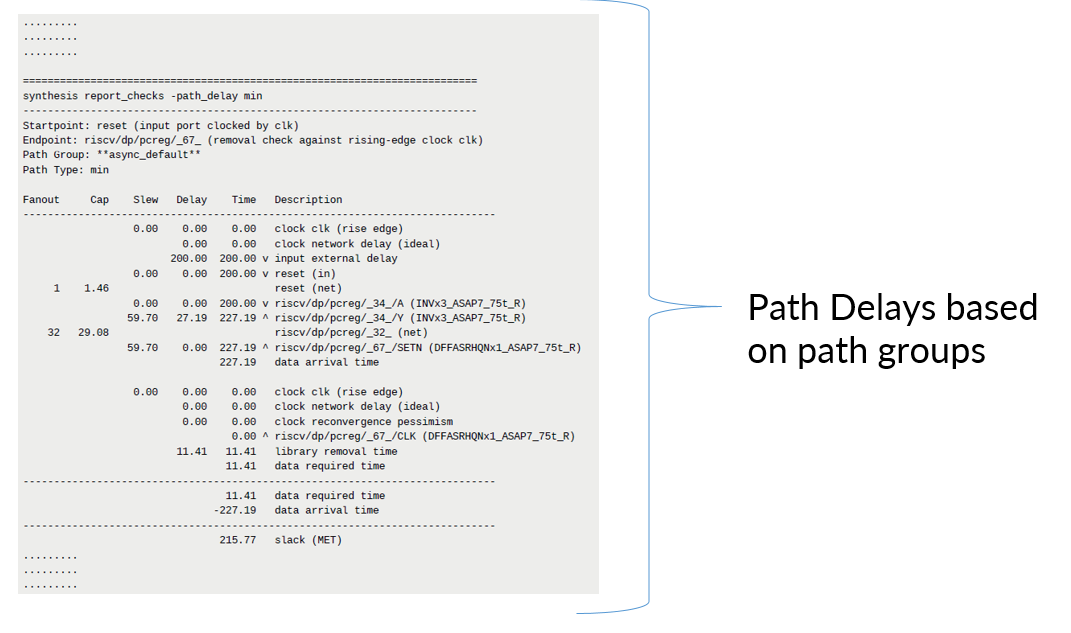 .........
.........
.........
==========================================================================
synthesis report_checks -path_delay min
--------------------------------------------------------------------------
Startpoint: reset (input port clocked by clk)
Endpoint: riscv/dp/pcreg/_67_ (removal check against rising-edge clock clk)
Path Group: **async_default**
Path Type: min
Fanout     Cap    Slew   Delay    Time   Description
-----------------------------------------------------------------------------
                  0.00    0.00    0.00   clock clk (rise edge)
                          0.00    0.00   clock network delay (ideal)
                        200.00  200.00 v input external delay
                  0.00    0.00  200.00 v reset (in)
     1    1.46                           reset (net)
                  0.00    0.00  200.00 v riscv/dp/pcreg/_34_/A (INVx3_ASAP7_75t_R)
                 59.70   27.19  227.19 ^ riscv/dp/pcreg/_34_/Y (INVx3_ASAP7_75t_R)
    32   29.08                           riscv/dp/pcreg/_32_ (net)
                 59.70    0.00  227.19 ^ riscv/dp/pcreg/_67_/SETN (DFFASRHQNx1_ASAP7_75t_R)
                                227.19   data arrival time
                  0.00    0.00    0.00   clock clk (rise edge)
                          0.00    0.00   clock network delay (ideal)
                          0.00    0.00   clock reconvergence pessimism
                                  0.00 ^ riscv/dp/pcreg/_67_/CLK (DFFASRHQNx1_ASAP7_75t_R)
                         11.41   11.41   library removal time
                                 11.41   data required time
-----------------------------------------------------------------------------
                                 11.41   data required time
                               -227.19   data arrival time
-----------------------------------------------------------------------------
                                215.77   slack (MET)
.........
.........
.........
Path Delays based
on path groups